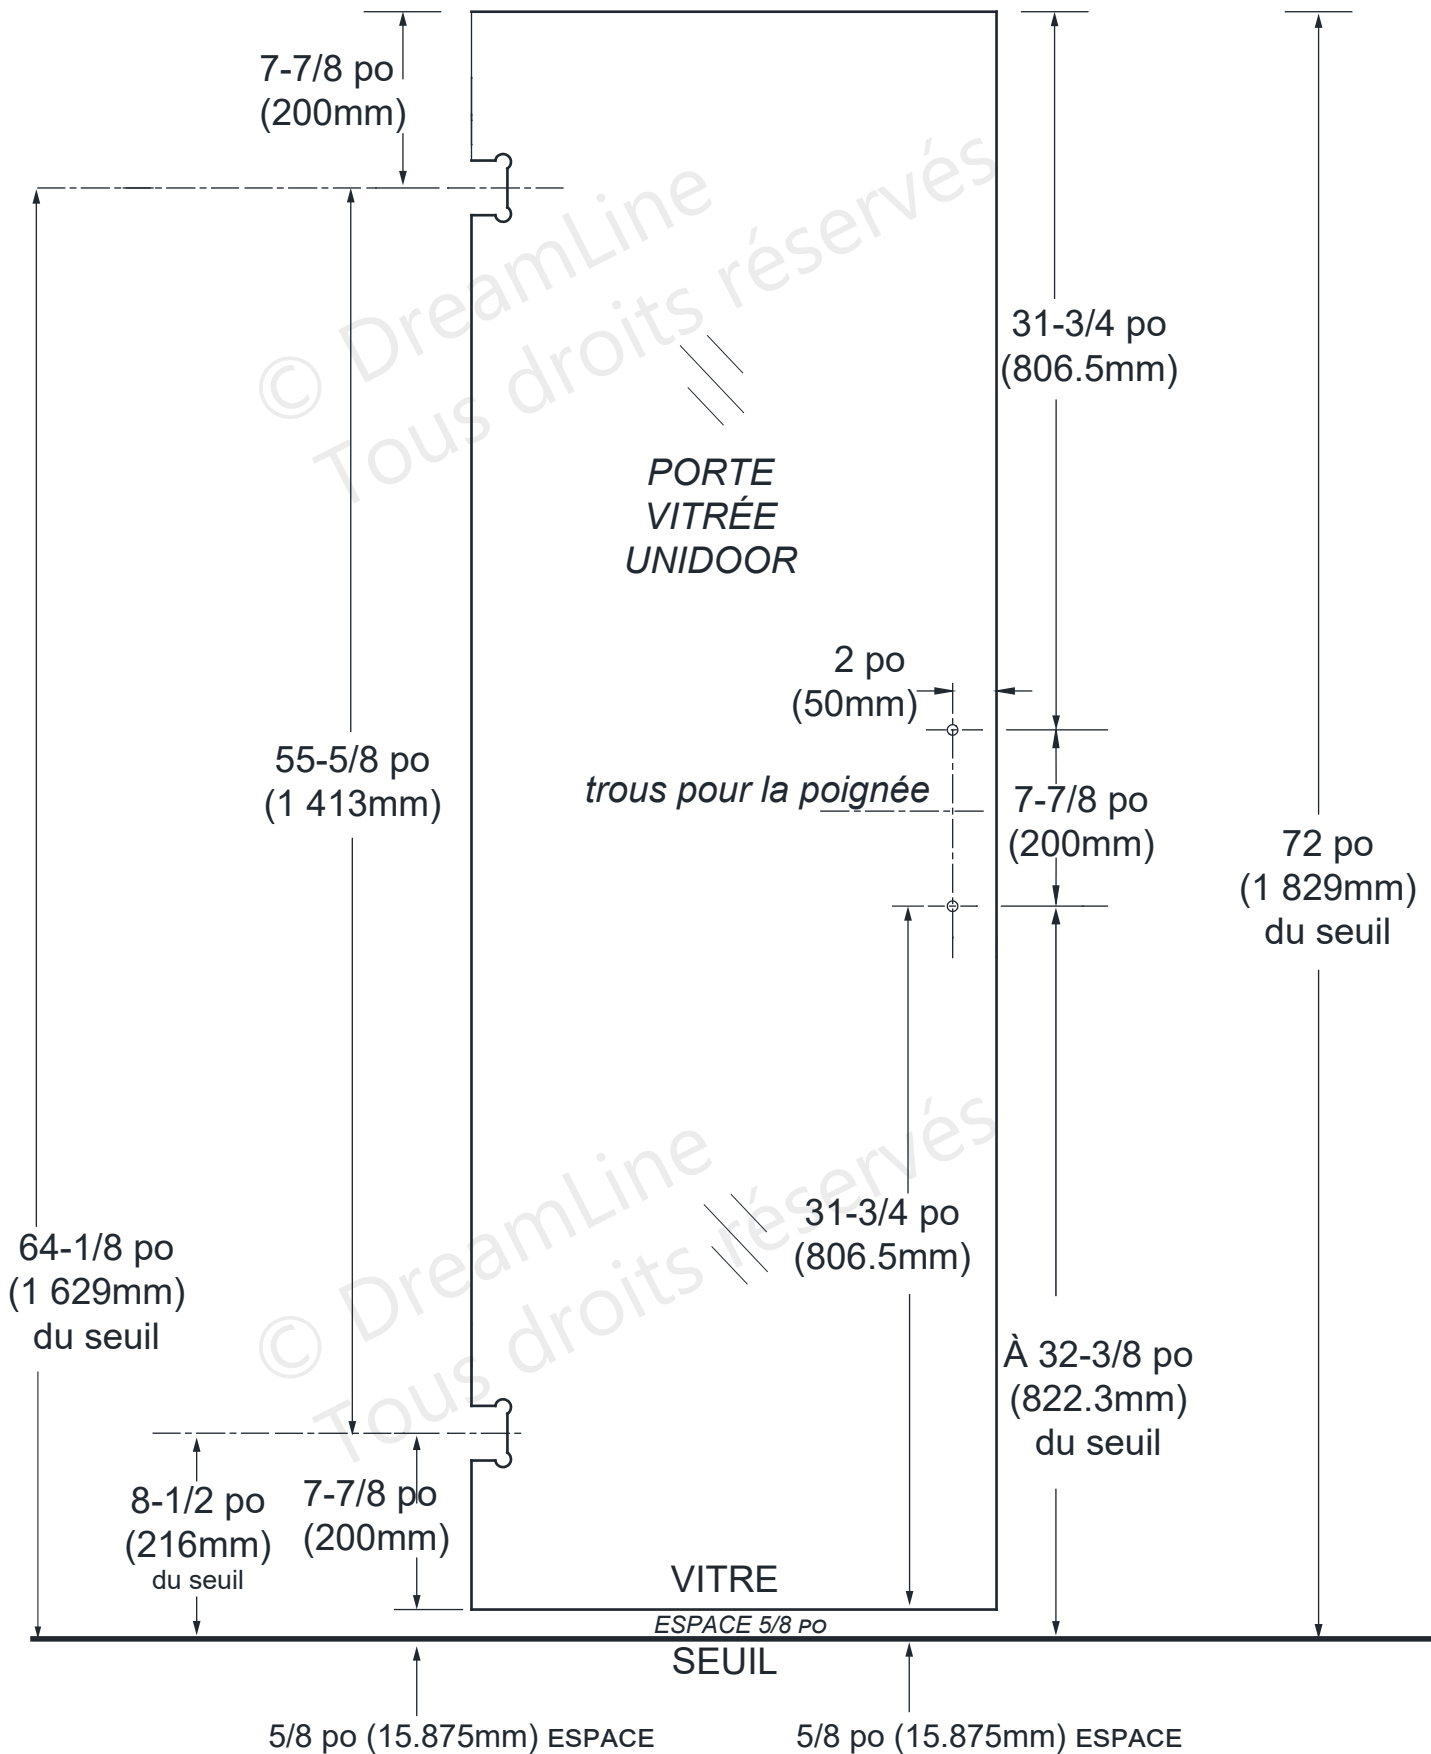 7-7/8 po
(200mm)
© DreamLine
Tous droits réservés
31-3/4 po
(806.5mm)
PORTE
VITRÉE
UNIDOOR
2 po
(50mm)
55-5/8 po
(1 413mm)
trous pour la poignée
7-7/8 po
(200mm)
72 po
(1 829mm)
du seuil
© DreamLine
Tous droits réservés
31-3/4 po
(806.5mm)
64-1/8 po
(1 629mm)
du seuil
À 32-3/8 po
(822.3mm)
du seuil
8-1/2 po
(216mm)
du seuil
7-7/8 po
(200mm)
VITRE
ESPACE 5/8 PO
SEUIL
5/8 po (15.875mm) ESPACE
5/8 po (15.875mm) ESPACE